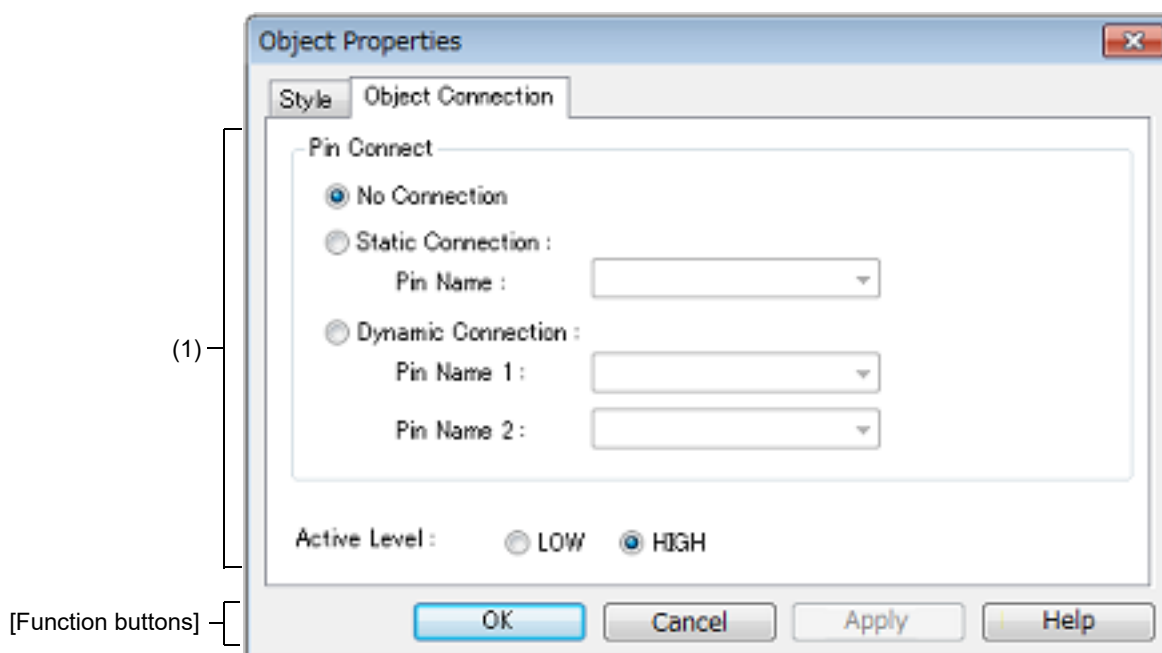 Object Properties
Style
Object Connection
Pin Connect
No Connection
Static Connection :
Pin Name :
Dynamic Connection :
(1)
Pin Name 1 :
Pin Name 2 :
Active Level : LOW HIGH
[Function buttons]
OK Cancel Apply Help